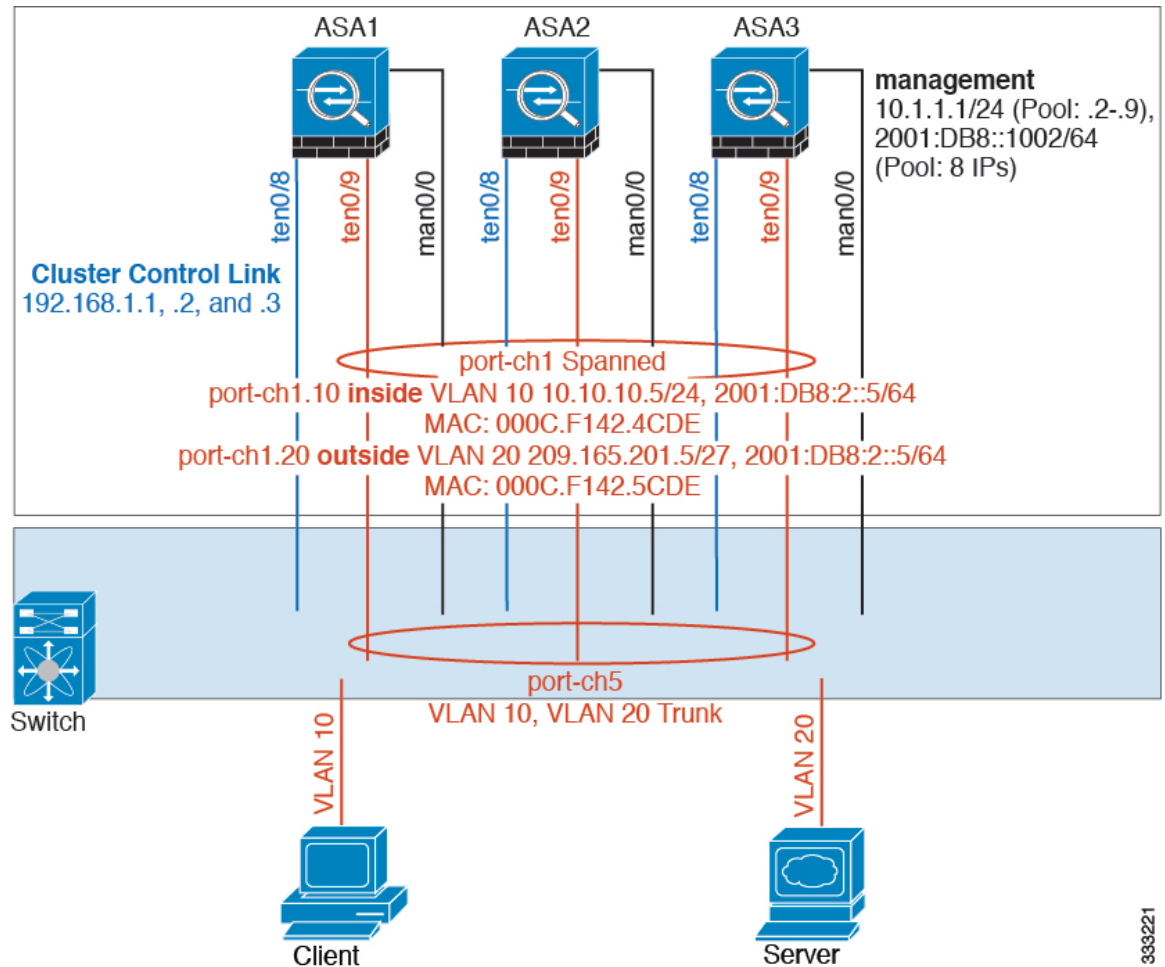 ASA1
ASA2
ASA3
management
10.1.1.1/24 (Pool: .2-.9),
2001:DB8::1002/64
(Pool: 8 IPs)
ten0/8
ten0/9
man0/0
ten0/8
ten0/9
man0/0
ten0/8
ten0/9
man0/0
Cluster Control Link
192.168.1.1, .2, and .3
port-ch1 Spanned
port-ch1.10 inside VLAN 10 10.10.10.5/24, 2001:DB8:2::5/64
MAC: 000C.F142.4CDE
port-ch1.20 outside VLAN 20 209.165.201.5/27, 2001:DB8:2::5/64
MAC: 000C.F142.5CDE
port-ch5
VLAN 10, VLAN 20 Trunk
Switch
VLAN 10
VLAN 20
Client
Server
333221